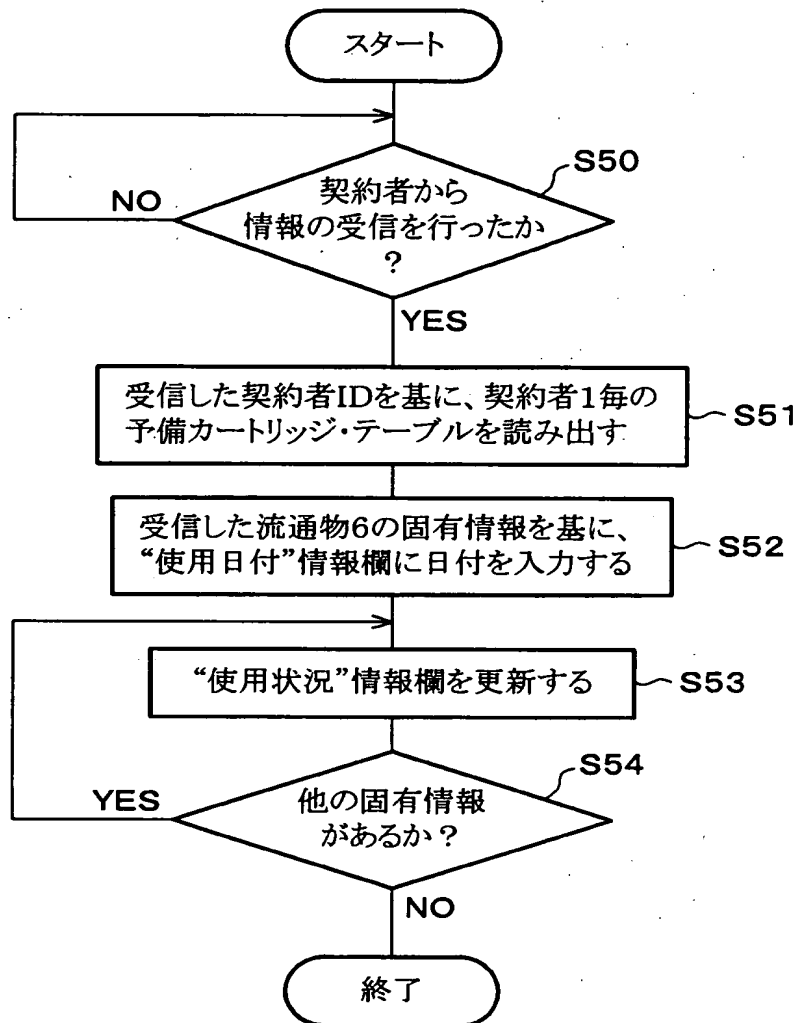 スタート
S50
契約者から
情報の受信を行ったか
?
NO
YES
受信した契約者IDを基に、契約者1毎の
予備カートリッジ・テーブルを読み出す
S51
受信した流通物6の固有情報を基に、
“使用日付”情報欄に日付を入力する
S52
“使用状況”情報欄を更新する
S53
S54
YES
他の固有情報
があるか?
NO
終了